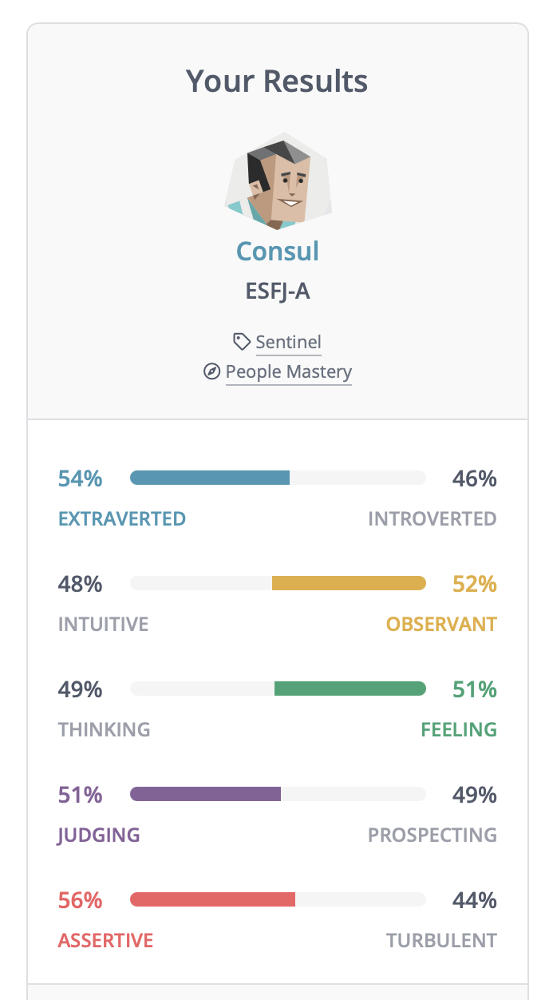 Your Results
Consul
ESFJ-A
Sentinel
People Mastery
54% 46%
EXTRAVERTED INTROVERTED
48% 52%
INTUITIVE OBSERVANT
49% 51%
THINKING FEELING
51% 49%
JUDGING PROSPECTING
56% 44%
ASSERTIVE TURBULENT